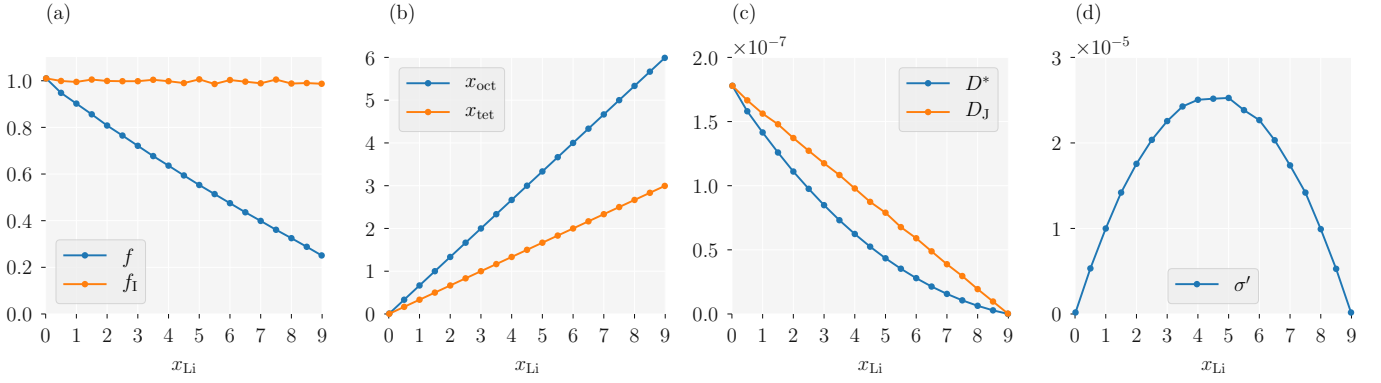 (a)
1.0
0.8
0.6
0.4
0.2
0.0
f
f_I
0 1 2 3 4 5 6 7 8 9
x_Li
(b)
6
5
4
3
2
1
0
x_oct
x_tet
0 1 2 3 4 5 6 7 8 9
x_Li
(c)
×10⁻⁷
2.0
1.5
1.0
0.5
0.0
D*
D_J
0 1 2 3 4 5 6 7 8 9
x_Li
(d)
×10⁻⁵
3
2
1
0
σ′
0 1 2 3 4 5 6 7 8 9
x_Li